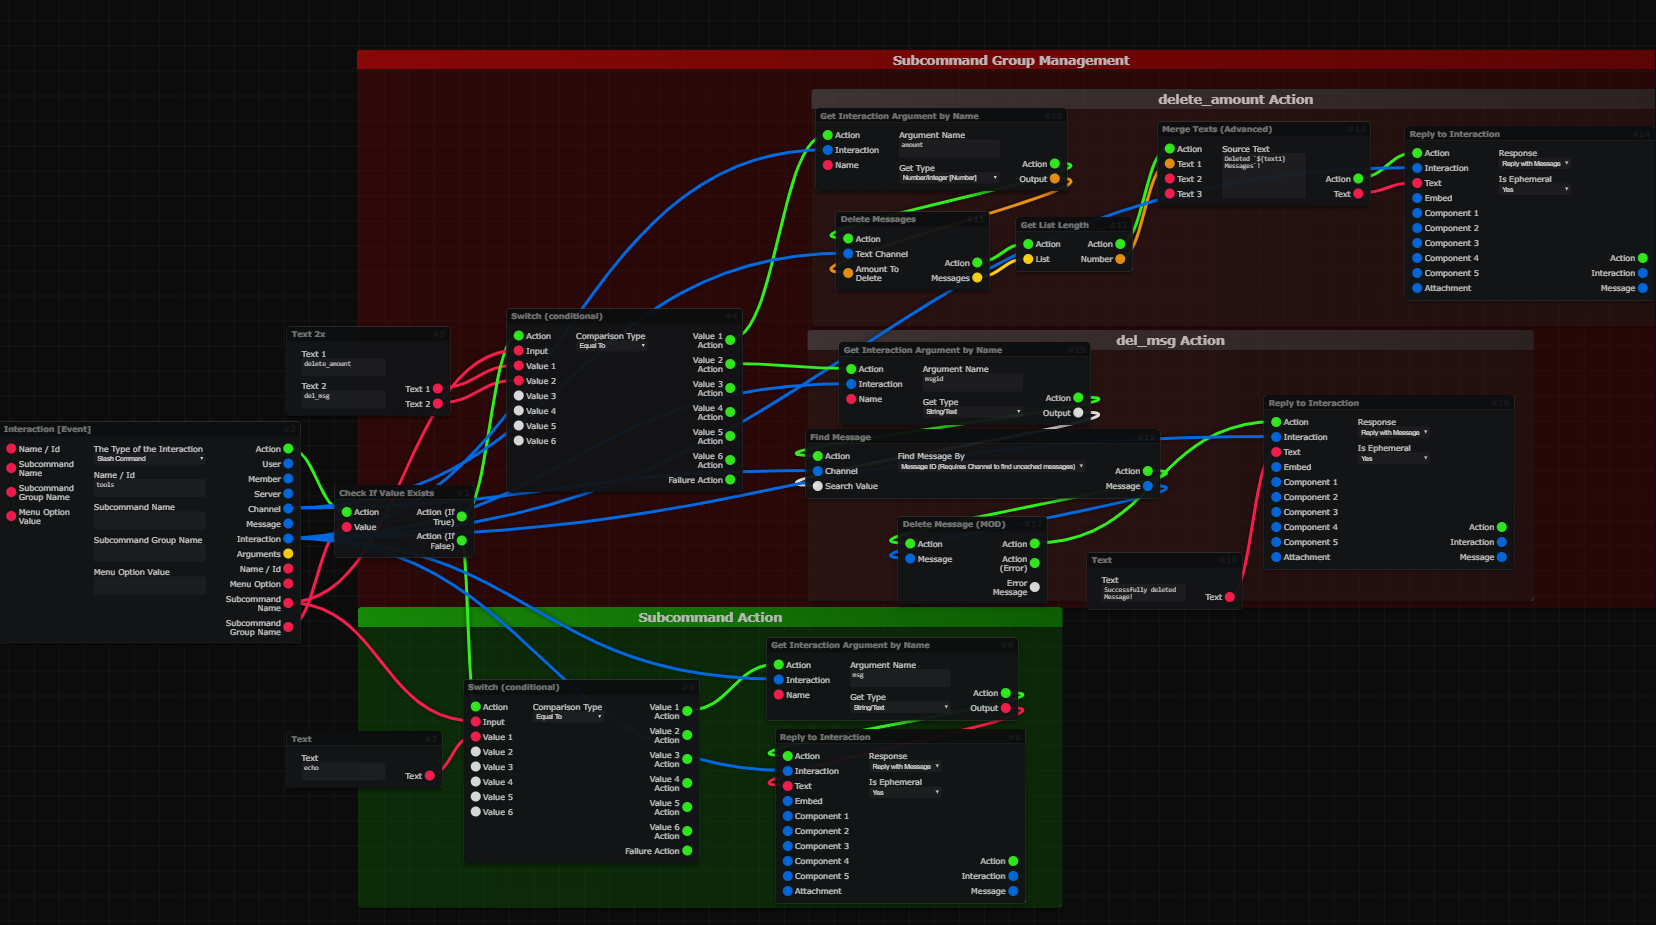 Subcommand Group Management
delete_amount Action
Get Interaction Argument by Name #10
Action
Interaction
Name
Argument Name
amount
Get Type
Number/Integer [Number]
Action
Output
Merge Texts (Advanced) #13
Action
Text 1
Text 2
Text 3
Source Text
Deleted `${text1}
Messages`!
Action
Text
Reply to Interaction #14
Action
Interaction
Text
Embed
Component 1
Component 2
Component 3
Component 4
Component 5
Attachment
Response
Reply with Message
Is Ephemeral
Yes
Action
Interaction
Message
Delete Messages #11
Action
Text Channel
Amount To
Delete
Action
Messages
Get List Length #12
Action
List
Action
Number
Text 2x #5
Text 1
delete_amount
Text 2
del_msg
Text 1
Text 2
Switch (conditional) #4
Action
Input
Value 1
Value 2
Value 3
Value 4
Value 5
Value 6
Comparison Type
Equal To
Value 1
Action
Value 2
Action
Value 3
Action
Value 4
Action
Value 5
Action
Value 6
Action
Failure Action
del_msg Action
Get Interaction Argument by Name #15
Action
Interaction
Name
Argument Name
msgid
Get Type
String/Text
Action
Output
Find Message #16
Action
Channel
Search Value
Find Message By
Message ID (Requires Channel to find uncached messages)
Action
Message
Delete Message (MOD) #17
Action
Message
Action
Action
(Error)
Error
Message
Text
Text
Successfully deleted
Message!
Text
Reply to Interaction #18
Action
Interaction
Text
Embed
Component 1
Component 2
Component 3
Component 4
Component 5
Attachment
Response
Reply with Message
Is Ephemeral
Yes
Action
Interaction
Message
Interaction [Event] #2
Name / Id
Subcommand
Name
Subcommand
Group Name
Menu Option
Value
The Type of the Interaction
Slash Command
Name / Id
tools
Subcommand Name
Subcommand Group Name
Menu Option Value
Action
User
Member
Server
Channel
Message
Interaction
Arguments
Name / Id
Menu Option
Subcommand
Name
Subcommand
Group Name
Check If Value Exists #3
Action
Value
Action (If
True)
Action (If
False)
Subcommand Action
Switch (conditional) #6
Action
Input
Value 1
Value 2
Value 3
Value 4
Value 5
Value 6
Comparison Type
Equal To
Value 1
Action
Value 2
Action
Value 3
Action
Value 4
Action
Value 5
Action
Value 6
Action
Failure Action
Text #7
Text
echo
Text
Get Interaction Argument by Name #8
Action
Interaction
Name
Argument Name
msg
Get Type
String/Text
Action
Output
Reply to Interaction #9
Action
Interaction
Text
Embed
Component 1
Component 2
Component 3
Component 4
Component 5
Attachment
Response
Reply with Message
Is Ephemeral
Yes
Action
Interaction
Message